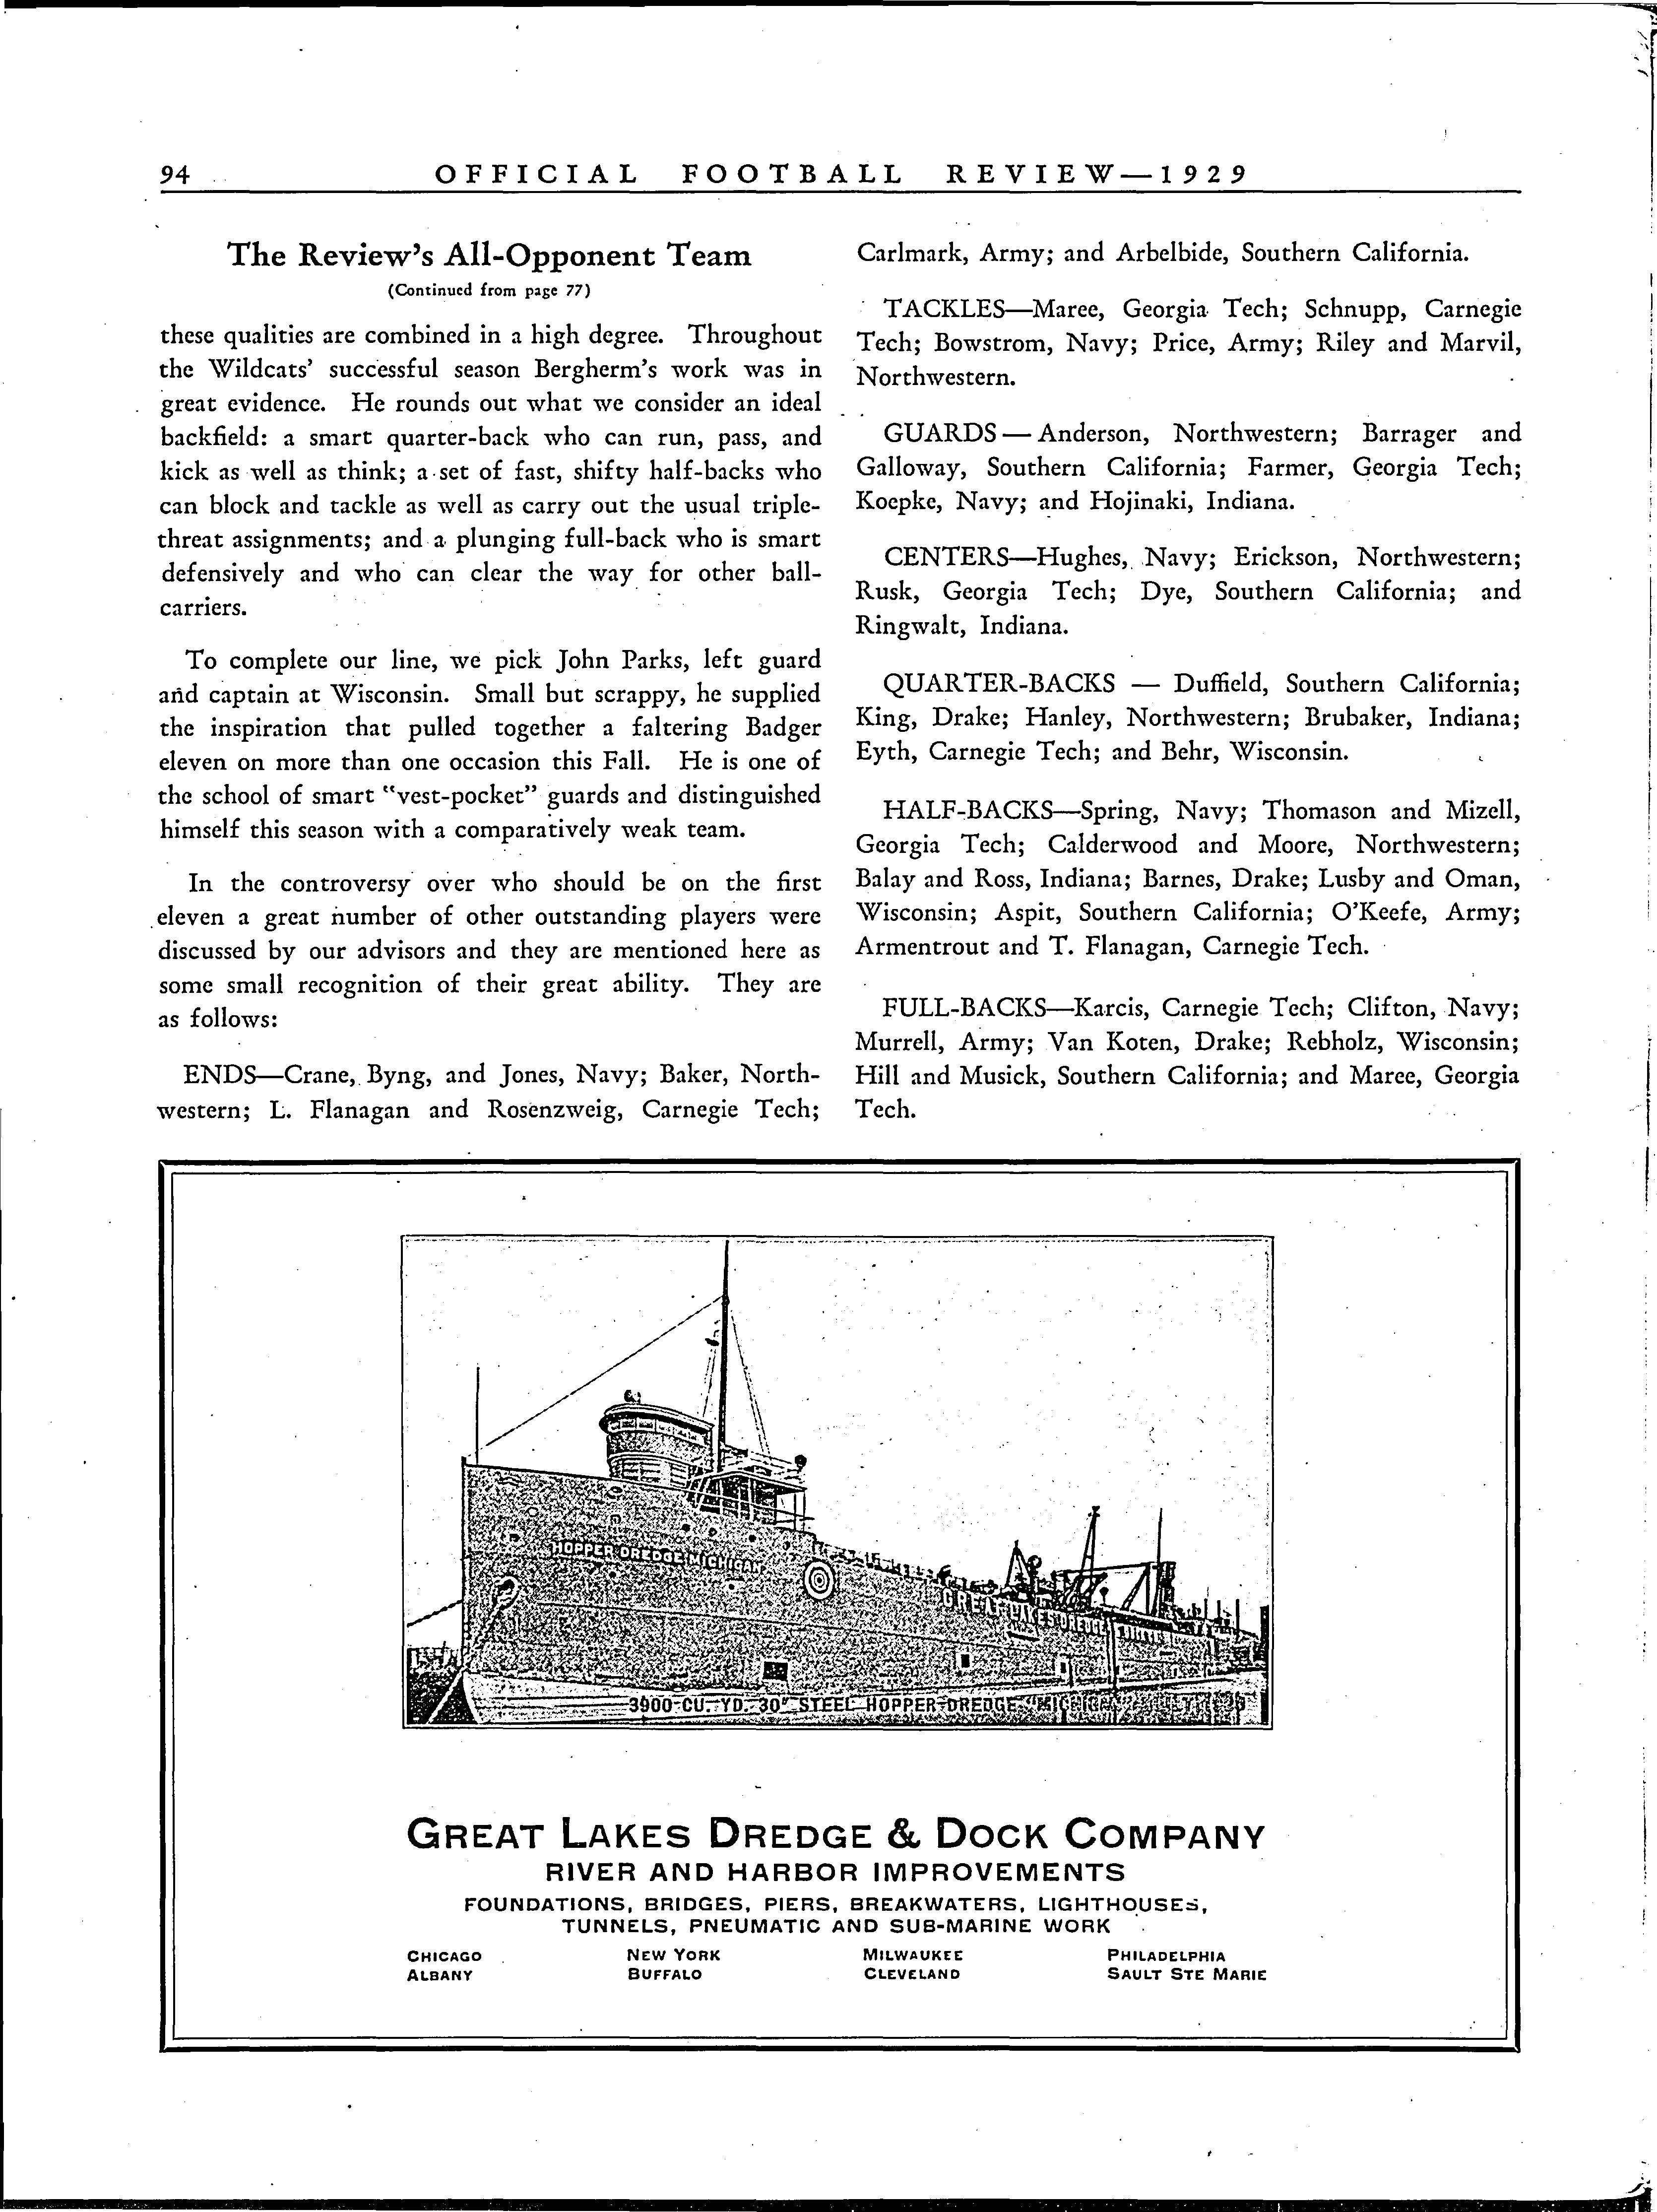 94 OFFICIAL FOOTBALL REVIEW—1929
The Review's All-Opponent Team
(Continued from page 77)
these qualities are combined in a high degree. Throughout
the Wildcats' successful season Bergherm's work was in
great evidence. He rounds out what we consider an ideal
backfield: a smart quarter-back who can run, pass, and
kick as well as think; a set of fast, shifty half-backs who
can block and tackle as well as carry out the usual triple-
threat assignments; and a plunging full-back who is smart
defensively and who can clear the way for other ball-
carriers.
To complete our line, we pick John Parks, left guard
and captain at Wisconsin. Small but scrappy, he supplied
the inspiration that pulled together a faltering Badger
eleven on more than one occasion this Fall. He is one of
the school of smart "vest-pocket" guards and distinguished
himself this season with a comparatively weak team.
In the controversy over who should be on the first
eleven a great number of other outstanding players were
discussed by our advisors and they are mentioned here as
some small recognition of their great ability. They are
as follows:
ENDS—Crane, Byng, and Jones, Navy; Baker, North-
western; L. Flanagan and Rosenzweig, Carnegie Tech;
Carlmark, Army; and Arbelbide, Southern California.
TACKLES—Maree, Georgia Tech; Schnupp, Carnegie
Tech; Bowstrom, Navy; Price, Army; Riley and Marvil,
Northwestern.
GUARDS — Anderson, Northwestern; Barrager and
Galloway, Southern California; Farmer, Georgia Tech;
Koepke, Navy; and Hojinaki, Indiana.
CENTERS—Hughes, Navy; Erickson, Northwestern;
Rusk, Georgia Tech; Dye, Southern California; and
Ringwalt, Indiana.
QUARTER-BACKS — Duffield, Southern California;
King, Drake; Hanley, Northwestern; Brubaker, Indiana;
Eyth, Carnegie Tech; and Behr, Wisconsin.
HALF-BACKS—Spring, Navy; Thomason and Mizell,
Georgia Tech; Calderwood and Moore, Northwestern;
Balay and Ross, Indiana; Barnes, Drake; Lusby and Oman,
Wisconsin; Aspit, Southern California; O'Keefe, Army;
Armentrout and T. Flanagan, Carnegie Tech.
FULL-BACKS—Karcis, Carnegie Tech; Clifton, Navy;
Murrell, Army; Van Koten, Drake; Rebholz, Wisconsin;
Hill and Musick, Southern California; and Maree, Georgia
Tech.
HOPPER DREDGE MICHIGAN
GREAT LAKES DREDGE
3900-CU. YD. 30" STEEL HOPPER-DREDGE "MICHIGAN"
GREAT LAKES DREDGE & DOCK COMPANY
RIVER AND HARBOR IMPROVEMENTS
FOUNDATIONS, BRIDGES, PIERS, BREAKWATERS, LIGHTHOUSES,
TUNNELS, PNEUMATIC AND SUB-MARINE WORK
CHICAGO NEW YORK MILWAUKEE PHILADELPHIA
ALBANY BUFFALO CLEVELAND SAULT STE MARIE